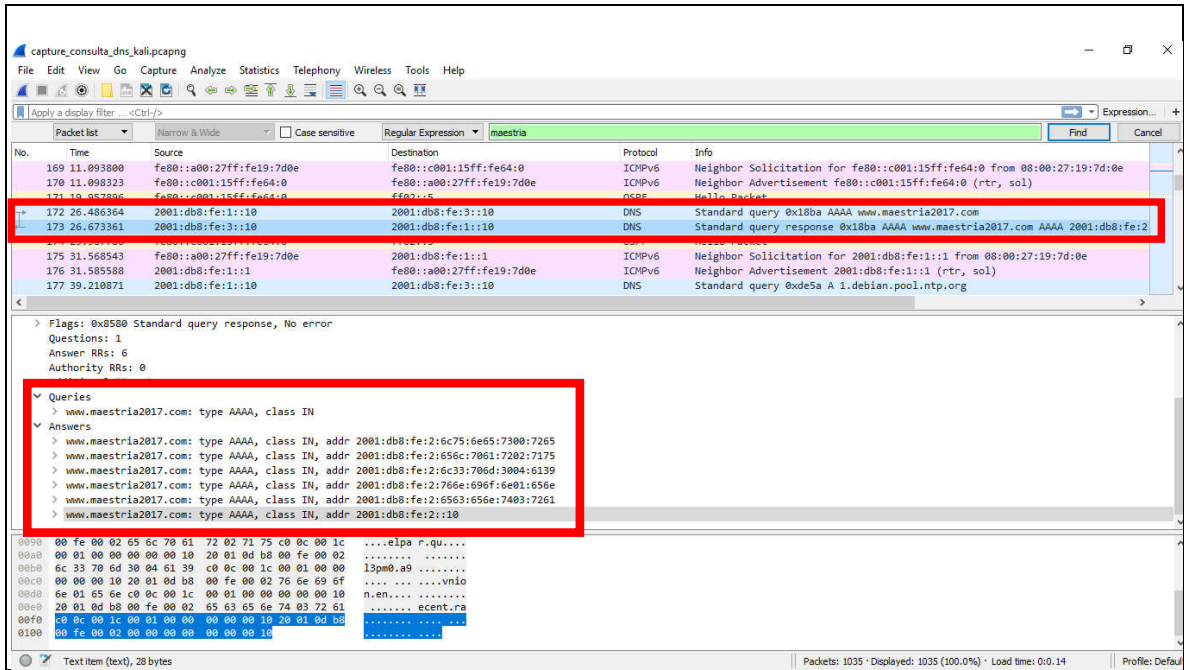 capture_consulta_dns_kali.pcapng
File Edit View Go Capture Analyze Statistics Telephony Wireless Tools Help
Apply a display filter ... <Ctrl-/> Expression... +
Packet list Narrow & Wide Case sensitive Regular Expression maestria Find Cancel
No. Time Source Destination Protocol Info
169 11.093800 fe80::a00:27ff:fe19:7d0e fe80::c001:15ff:fe64:0 ICMPv6 Neighbor Solicitation for fe80::c001:15ff:fe64:0 from 08:00:27:19:7d:0e
170 11.098323 fe80::c001:15ff:fe64:0 fe80::a00:27ff:fe19:7d0e ICMPv6 Neighbor Advertisement fe80::c001:15ff:fe64:0 (rtr, sol)
171 19.957896 fe80::c001:15ff:fe64:0 ff02::5 OSPF Hello Packet
172 26.486364 2001:db8:fe:1::10 2001:db8:fe:3::10 DNS Standard query 0x18ba AAAA www.maestria2017.com
173 26.673361 2001:db8:fe:3::10 2001:db8:fe:1::10 DNS Standard query response 0x18ba AAAA www.maestria2017.com AAAA 2001:db8:fe:2
ff02::5 OSPF Hello Packet
175 31.568543 fe80::a00:27ff:fe19:7d0e 2001:db8:fe:1::1 ICMPv6 Neighbor Solicitation for 2001:db8:fe:1::1 from 08:00:27:19:7d:0e
176 31.585588 2001:db8:fe:1::1 fe80::a00:27ff:fe19:7d0e ICMPv6 Neighbor Advertisement 2001:db8:fe:1::1 (rtr, sol)
177 39.210871 2001:db8:fe:1::10 2001:db8:fe:3::10 DNS Standard query 0xde5a A 1.debian.pool.ntp.org
Flags: 0x8580 Standard query response, No error
Questions: 1
Answer RRs: 6
Authority RRs: 0
Queries
www.maestria2017.com: type AAAA, class IN
Answers
www.maestria2017.com: type AAAA, class IN, addr 2001:db8:fe:2:6c75:6e65:7300:7265
www.maestria2017.com: type AAAA, class IN, addr 2001:db8:fe:2:656c:7061:7202:7175
www.maestria2017.com: type AAAA, class IN, addr 2001:db8:fe:2:6c33:706d:3004:6139
www.maestria2017.com: type AAAA, class IN, addr 2001:db8:fe:2:766e:696f:6e01:656e
www.maestria2017.com: type AAAA, class IN, addr 2001:db8:fe:2:6563:656e:7403:7261
www.maestria2017.com: type AAAA, class IN, addr 2001:db8:fe:2::10
0090 00 fe 00 02 65 6c 70 61 72 02 71 75 c0 0c 00 1c ....elpa r.qu....
00a0 00 01 00 00 00 00 00 10 20 01 0d b8 00 fe 00 02 ........ .......
00b0 6c 33 70 6d 30 04 61 39 c0 0c 00 1c 00 01 00 00 l3pm0.a9 ........
00c0 00 00 00 10 20 01 0d b8 00 fe 00 02 76 6e 69 6f .... ... ....vnio
00d0 6e 01 65 6e c0 0c 00 1c 00 01 00 00 00 00 00 10 n.en.... ........
00e0 20 01 0d b8 00 fe 00 02 65 63 65 6e 74 03 72 61 ....... ecent.ra
00f0 c0 0c 00 1c 00 01 00 00 00 00 00 10 20 01 0d b8 ........ .... ...
0100 00 fe 00 02 00 00 00 00 00 00 00 10 ........ ....
Text item (text), 28 bytes Packets: 1035 · Displayed: 1035 (100.0%) · Load time: 0:0.14 Profile: Default